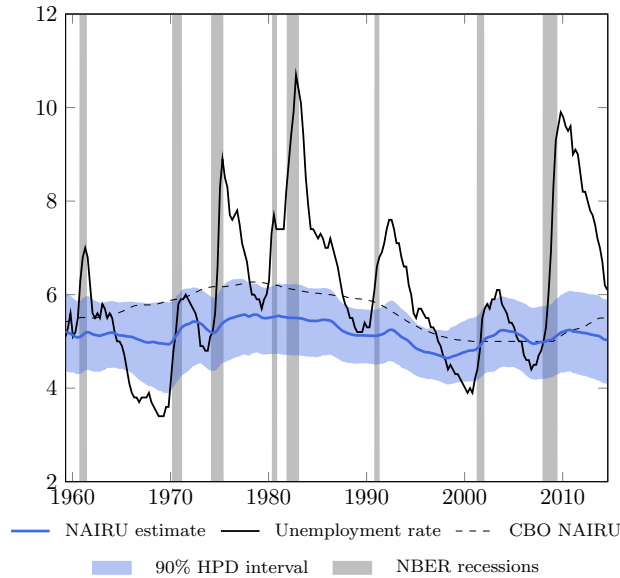 12
10
8
6
4
2
1960 1970 1980 1990 2000 2010
NAIRU estimate Unemployment rate CBO NAIRU
90% HPD interval NBER recessions